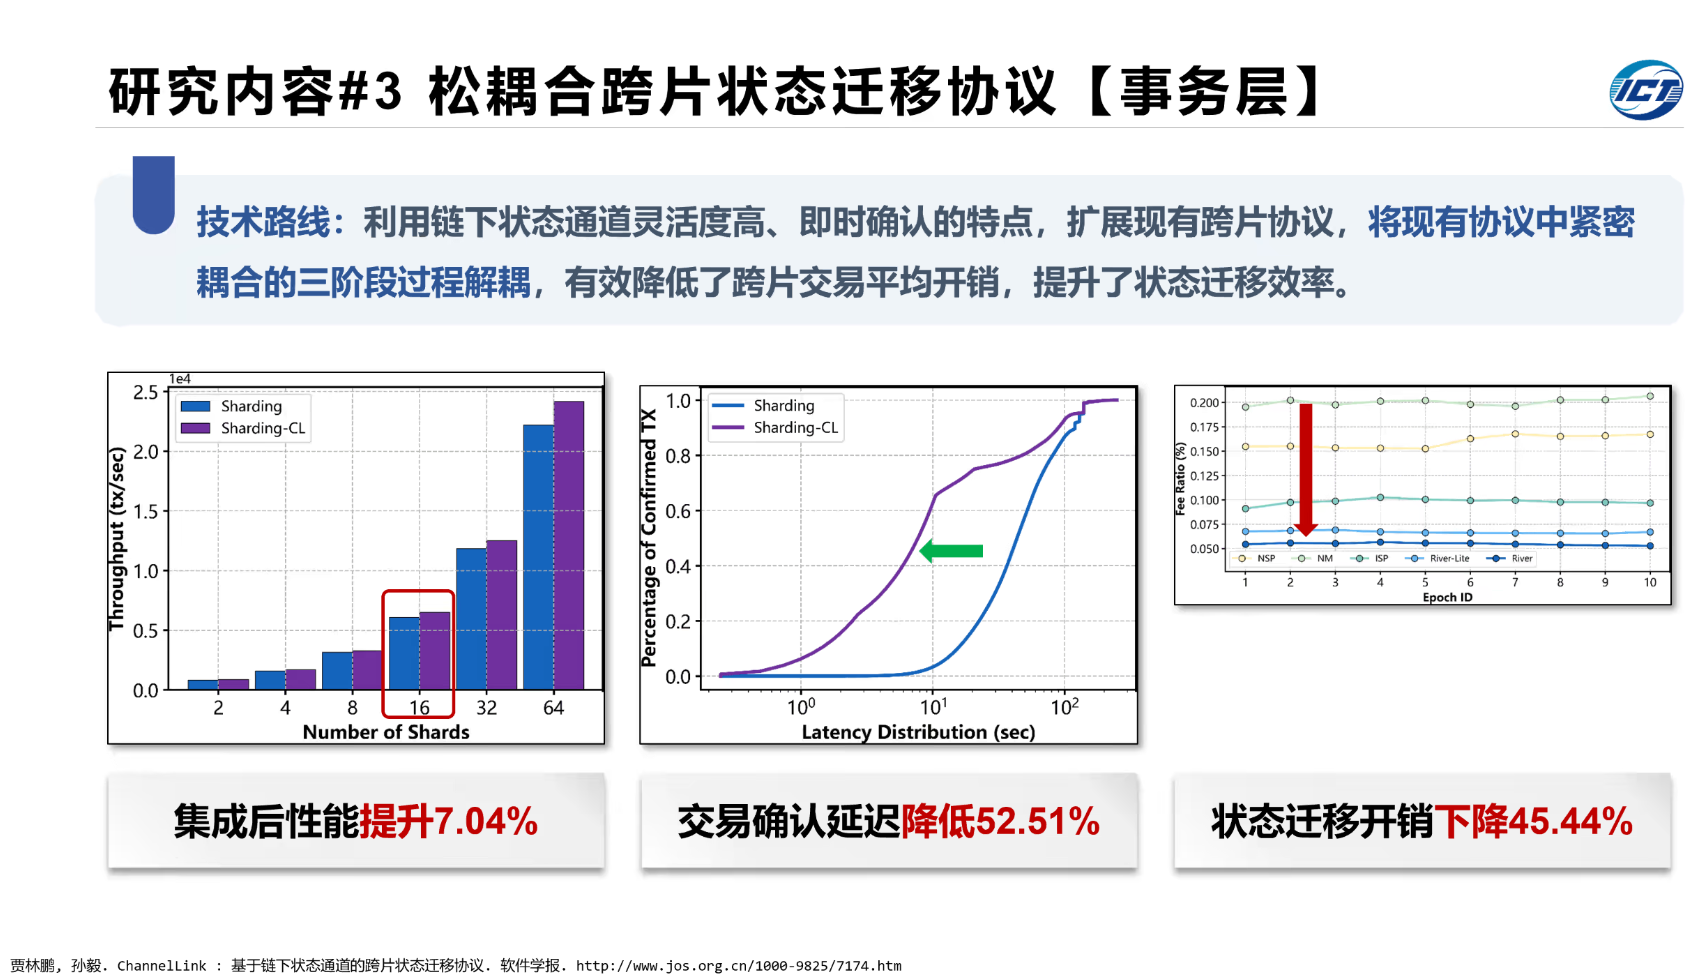 研究内容#3 松耦合跨片状态迁移协议【事务层】
ICT
技术路线：利用链下状态通道灵活度高、即时确认的特点，扩展现有跨片协议，将现有协议中紧密
耦合的三阶段过程解耦，有效降低了跨片交易平均开销，提升了状态迁移效率。
1e4
Throughput (tx/sec)
2.5
2.0
1.5
1.0
0.5
0.0
Sharding
Sharding-CL
2 4 8 16 32 64
Number of Shards
Percentage of Confirmed TX
1.0
0.8
0.6
0.4
0.2
0.0
Sharding
Sharding-CL
10⁰ 10¹ 10²
Latency Distribution (sec)
Fee Ratio (%)
0.200
0.175
0.150
0.125
0.100
0.075
0.050
NSP NM ISP River-Lite River
1 2 3 4 5 6 7 8 9 10
Epoch ID
集成后性能提升7.04%
交易确认延迟降低52.51%
状态迁移开销下降45.44%
贾林鹏, 孙毅. ChannelLink : 基于链下状态通道的跨片状态迁移协议. 软件学报. http://www.jos.org.cn/1000-9825/7174.htm